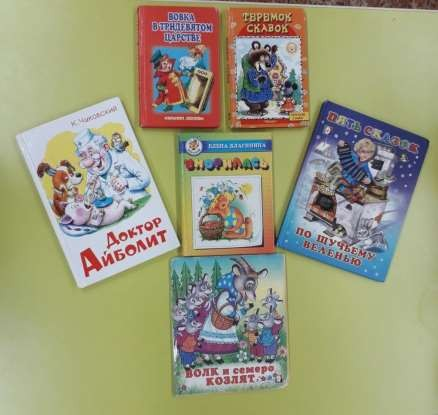 ВОВКА
В ТРИДЕВЯТОМ
ЦАРСТВЕ
ТЕРЕМОК
СКАЗОК
К. ЧУКОВСКИЙ
Доктор
Айболит
ЕЛЕНА БЛАГИНИНА
ПЯТЬ СКАЗОК
ПО ЩУЧЬЕМУ
ВЕЛЕНЬЮ
ВОЛК и семеро
КОЗЛЯТ